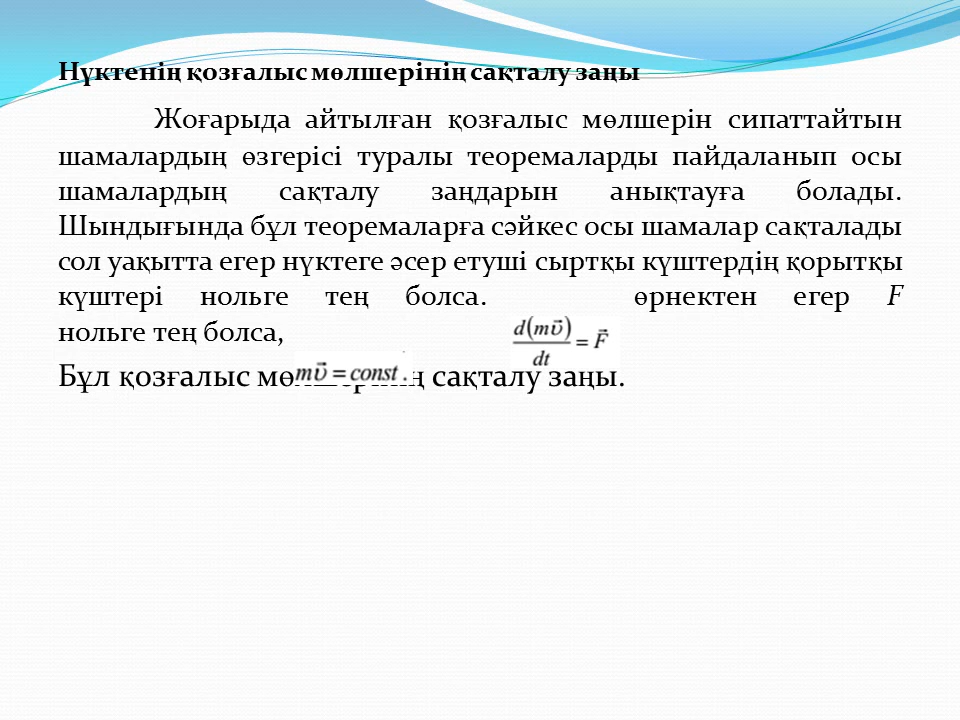 Нүктенің қозғалыс мөлшерінің сақталу заңы
Жоғарыда айтылған қозғалыс мөлшерін сипаттайтын
шамалардың өзгерісі туралы теоремаларды пайдаланып осы
шамалардың сақталу заңдарын анықтауға болады.
Шындығында бұл теоремаларға сәйкес осы шамалар сақталады
сол уақытта егер нүктеге әсер етуші сыртқы күштердің қорытқы
күштері нольге тең болса. өрнектен егер F
нольге тең болса, d(mυ⃗)/dt = F⃗
mυ⃗ = const.
Бұл қозғалыс сақталу заңы.